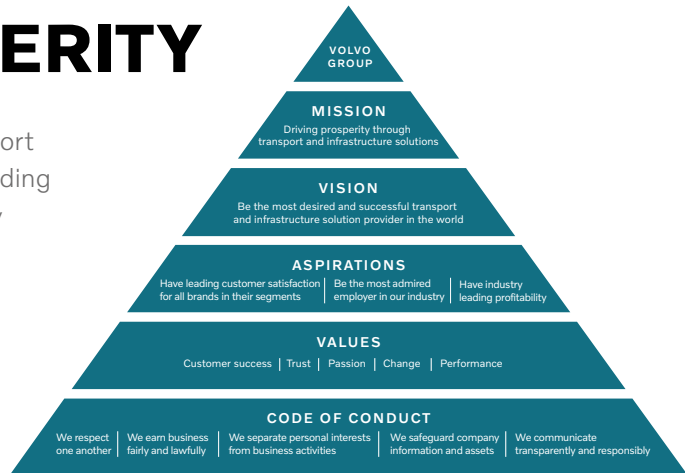 ERITY
ort
ding
VOLVO
GROUP
MISSION
Driving prosperity through
transport and infrastructure solutions
VISION
Be the most desired and successful transport
and infrastructure solution provider in the world
ASPIRATIONS
Have leading customer satisfaction
for all brands in their segments
Be the most admired
employer in our industry
Have industry
leading profitability
VALUES
Customer success | Trust | Passion | Change | Performance
CODE OF CONDUCT
We respect
one another
We earn business
fairly and lawfully
We separate personal interests
from business activities
We safeguard company
information and assets
We communicate
transparently and responsibly